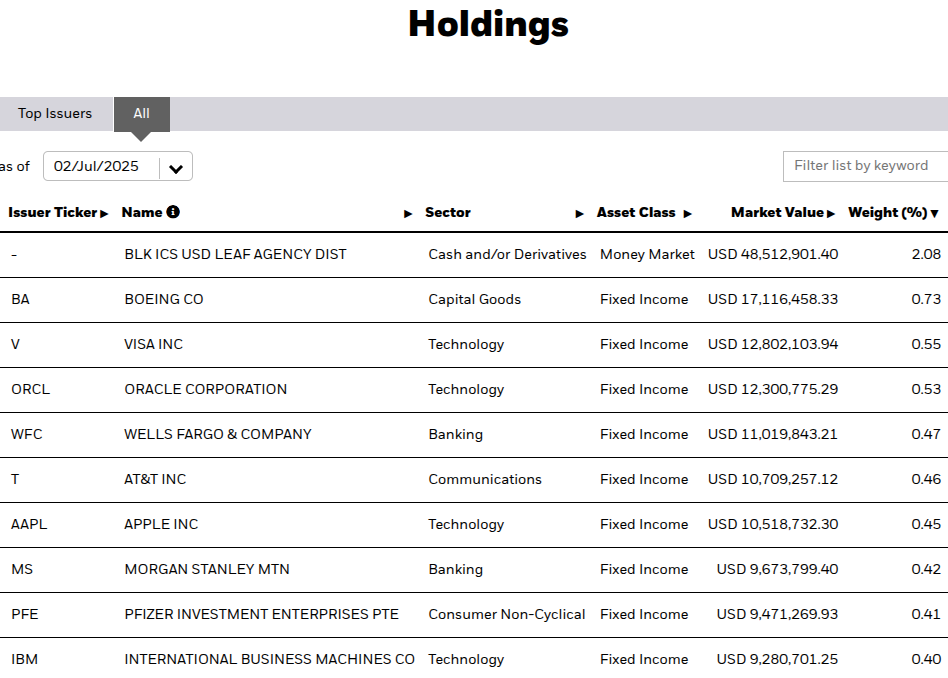 Holdings
Top Issuers All
as of 02/Jul/2025 Filter list by keyword
Issuer Ticker Name Sector Asset Class Market Value Weight (%)
- BLK ICS USD LEAF AGENCY DIST Cash and/or Derivatives Money Market USD 48,512,901.40 2.08
BA BOEING CO Capital Goods Fixed Income USD 17,116,458.33 0.73
V VISA INC Technology Fixed Income USD 12,802,103.94 0.55
ORCL ORACLE CORPORATION Technology Fixed Income USD 12,300,775.29 0.53
WFC WELLS FARGO & COMPANY Banking Fixed Income USD 11,019,843.21 0.47
T AT&T INC Communications Fixed Income USD 10,709,257.12 0.46
AAPL APPLE INC Technology Fixed Income USD 10,518,732.30 0.45
MS MORGAN STANLEY MTN Banking Fixed Income USD 9,673,799.40 0.42
PFE PFIZER INVESTMENT ENTERPRISES PTE Consumer Non-Cyclical Fixed Income USD 9,471,269.93 0.41
IBM INTERNATIONAL BUSINESS MACHINES CO Technology Fixed Income USD 9,280,701.25 0.40